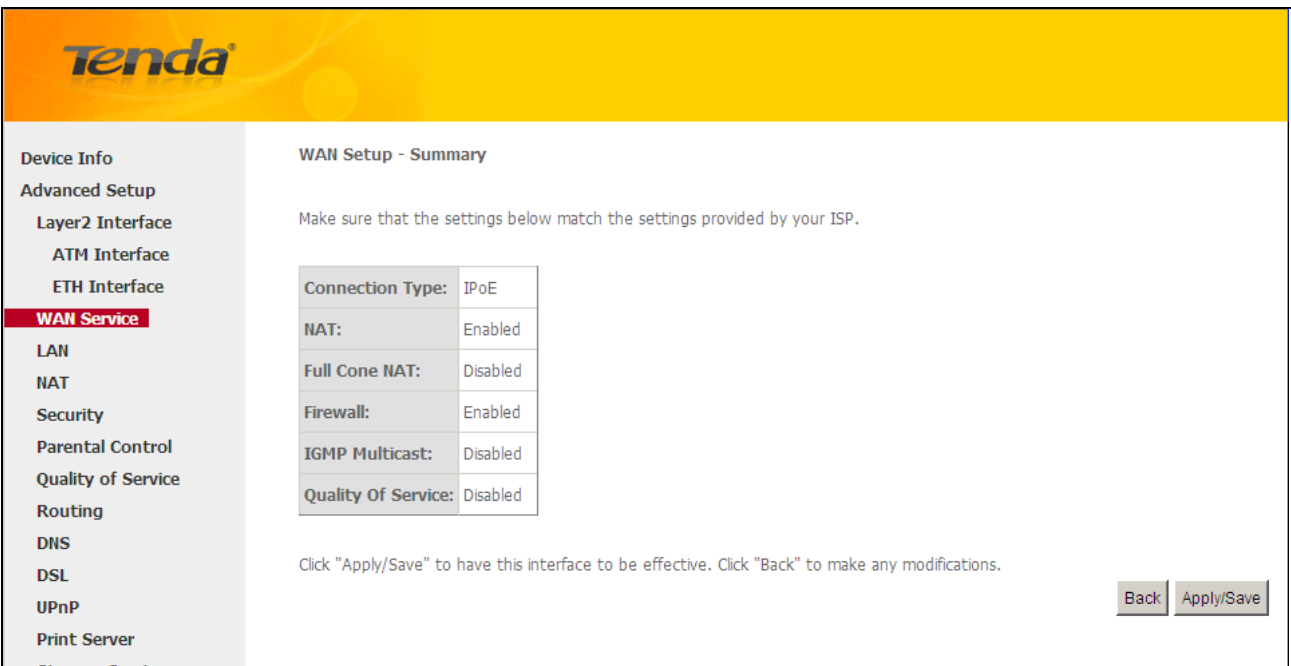 Tenda®
Device Info
Advanced Setup
Layer2 Interface
ATM Interface
ETH Interface
WAN Service
LAN
NAT
Security
Parental Control
Quality of Service
Routing
DNS
DSL
UPnP
Print Server
WAN Setup - Summary
Make sure that the settings below match the settings provided by your ISP.
Connection Type: IPoE
NAT: Enabled
Full Cone NAT: Disabled
Firewall: Enabled
IGMP Multicast: Disabled
Quality Of Service: Disabled
Click "Apply/Save" to have this interface to be effective. Click "Back" to make any modifications.
Back Apply/Save